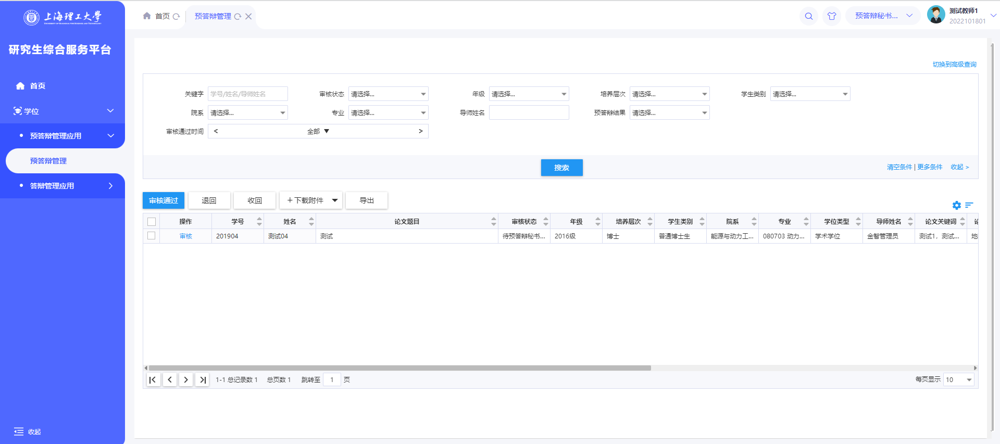 上海理工大学
UNIVERSITY OF SHANGHAI FOR SCIENCE AND TECHNOLOGY
研究生综合服务平台
首页
学位
预答辩管理应用
预答辩管理
答辩管理应用
收起
首页 预答辩管理
预答辩秘书...
测试教师1
2022101801
切换到高级查询
关键字 学号/姓名/导师姓名 审核状态 请选择... 年级 请选择... 培养层次 请选择... 学生类别 请选择...
院系 请选择... 专业 请选择... 导师姓名 预答辩结果 请选择...
审核通过时间 < 全部 ▼ >
搜索
清空条件 | 更多条件 收起 >
审核通过 退回 收回 +下载附件 导出
操作 学号 姓名 论文题目 审核状态 年级 培养层次 学生类别 院系 专业 学位类型 导师姓名 论文关键词
审核 201904 测试04 测试 待预答辩秘书... 2016级 博士 普通博士生 能源与动力工... 080703 动力... 学术学位 金智管理员 测试1，测试... 地
1-1 总记录数 1 总页数 1 跳转至 1 页
每页显示 10